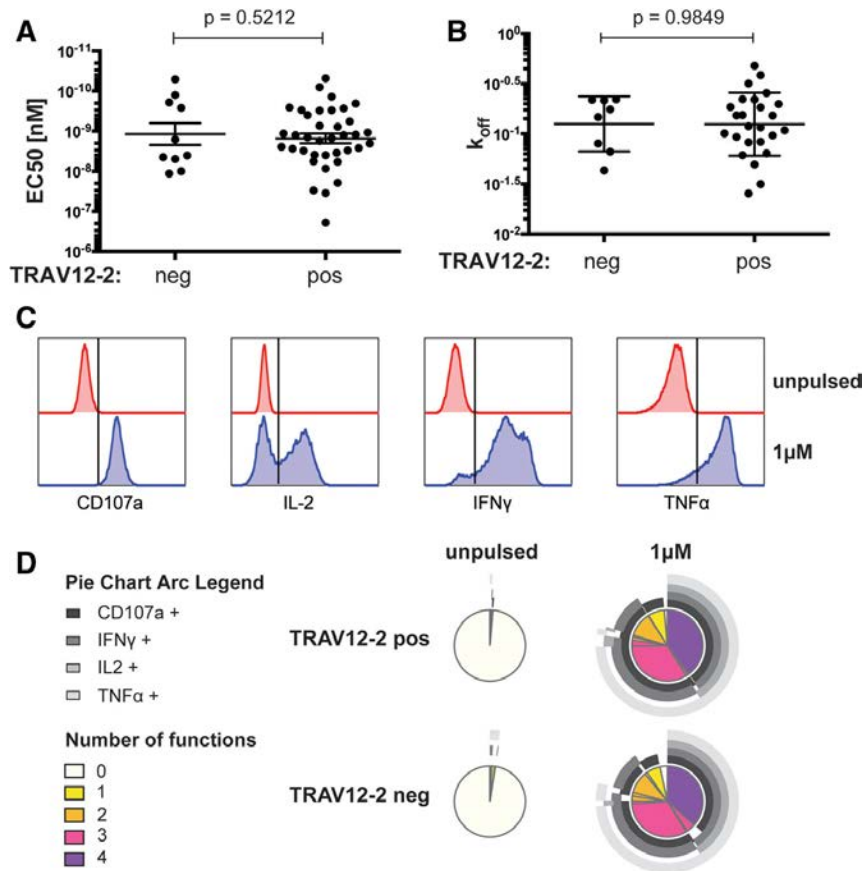 A
p = 0.5212
EC50 [nM]
10⁻¹¹
10⁻¹⁰
10⁻⁹
10⁻⁸
10⁻⁷
10⁻⁶
TRAV12-2: neg pos
B
p = 0.9849
k_off
10⁰
10⁻⁰·⁵
10⁻¹
10⁻¹·⁵
10⁻²
TRAV12-2: neg pos
C
unpulsed
1µM
CD107a IL-2 IFNγ TNFα
D
unpulsed 1µM
Pie Chart Arc Legend
CD107a +
IFNγ +
IL2 +
TNFα +
Number of functions
0
1
2
3
4
TRAV12-2 pos
TRAV12-2 neg